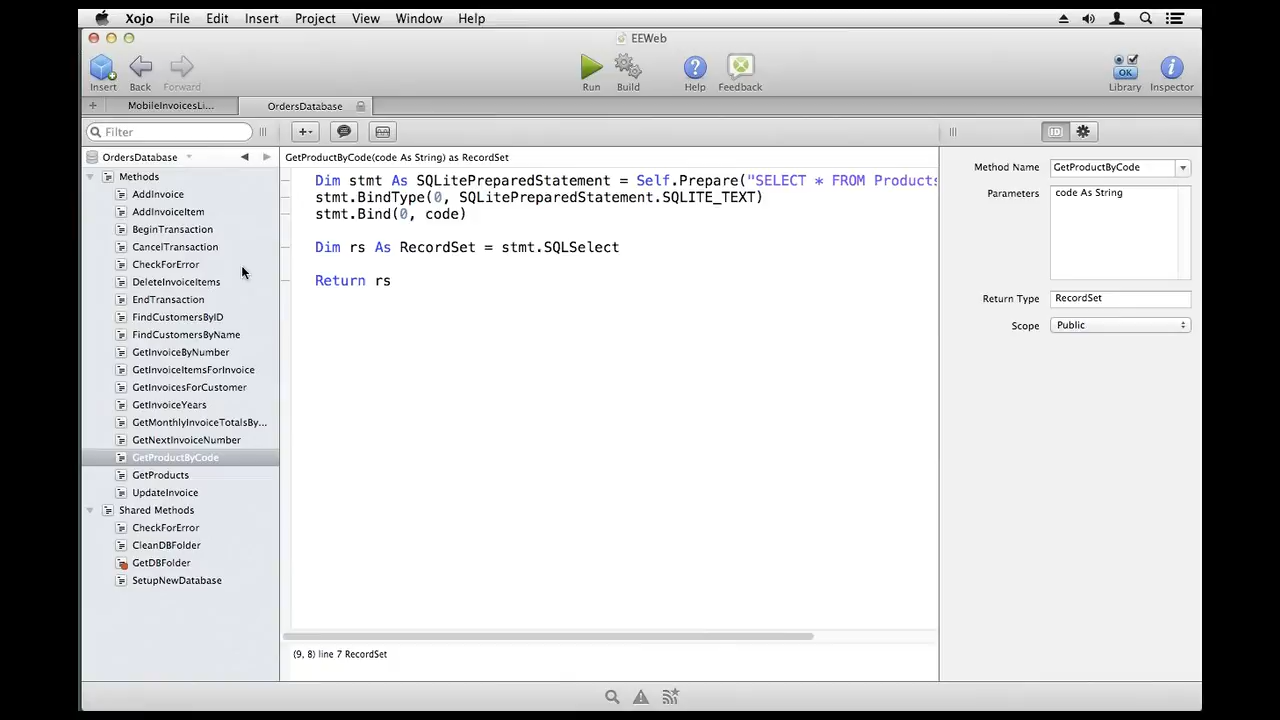 Xojo File Edit Insert Project View Window Help
EEWeb
Insert Back Forward Run Build Help Feedback OK Library Inspector
MobileInvoicesLi... OrdersDatabase
Filter
OrdersDatabase
GetProductByCode(code As String) as RecordSet
Methods
AddInvoice
AddInvoiceItem
BeginTransaction
CancelTransaction
CheckForError
DeleteInvoiceItems
EndTransaction
FindCustomersByID
FindCustomersByName
GetInvoiceByNumber
GetInvoiceItemsForInvoice
GetInvoicesForCustomer
GetInvoiceYears
GetMonthlyInvoiceTotalsBy...
GetNextInvoiceNumber
GetProductByCode
GetProducts
UpdateInvoice
Shared Methods
CheckForError
CleanDBFolder
GetDBFolder
SetupNewDatabase
Dim stmt As SQLitePreparedStatement = Self.Prepare("SELECT * FROM Products
stmt.BindType(0, SQLitePreparedStatement.SQLITE_TEXT)
stmt.Bind(0, code)
Dim rs As RecordSet = stmt.SQLSelect
Return rs
(9, 8) line 7 RecordSet
ID
Method Name GetProductByCode
Parameters code As String
Return Type RecordSet
Scope Public